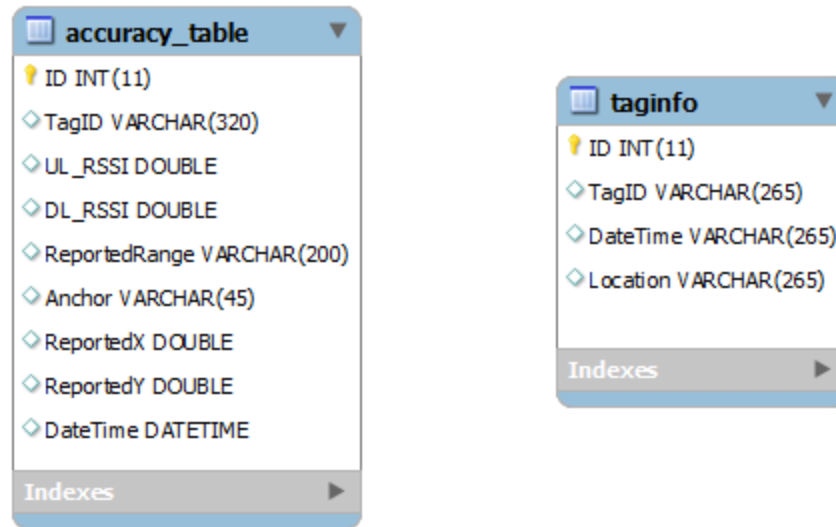 accuracy_table
ID INT(11)
TagID VARCHAR(320)
UL_RSSI DOUBLE
DL_RSSI DOUBLE
ReportedRange VARCHAR(200)
Anchor VARCHAR(45)
ReportedX DOUBLE
ReportedY DOUBLE
DateTime DATETIME
Indexes
taginfo
ID INT(11)
TagID VARCHAR(265)
DateTime VARCHAR(265)
Location VARCHAR(265)
Indexes